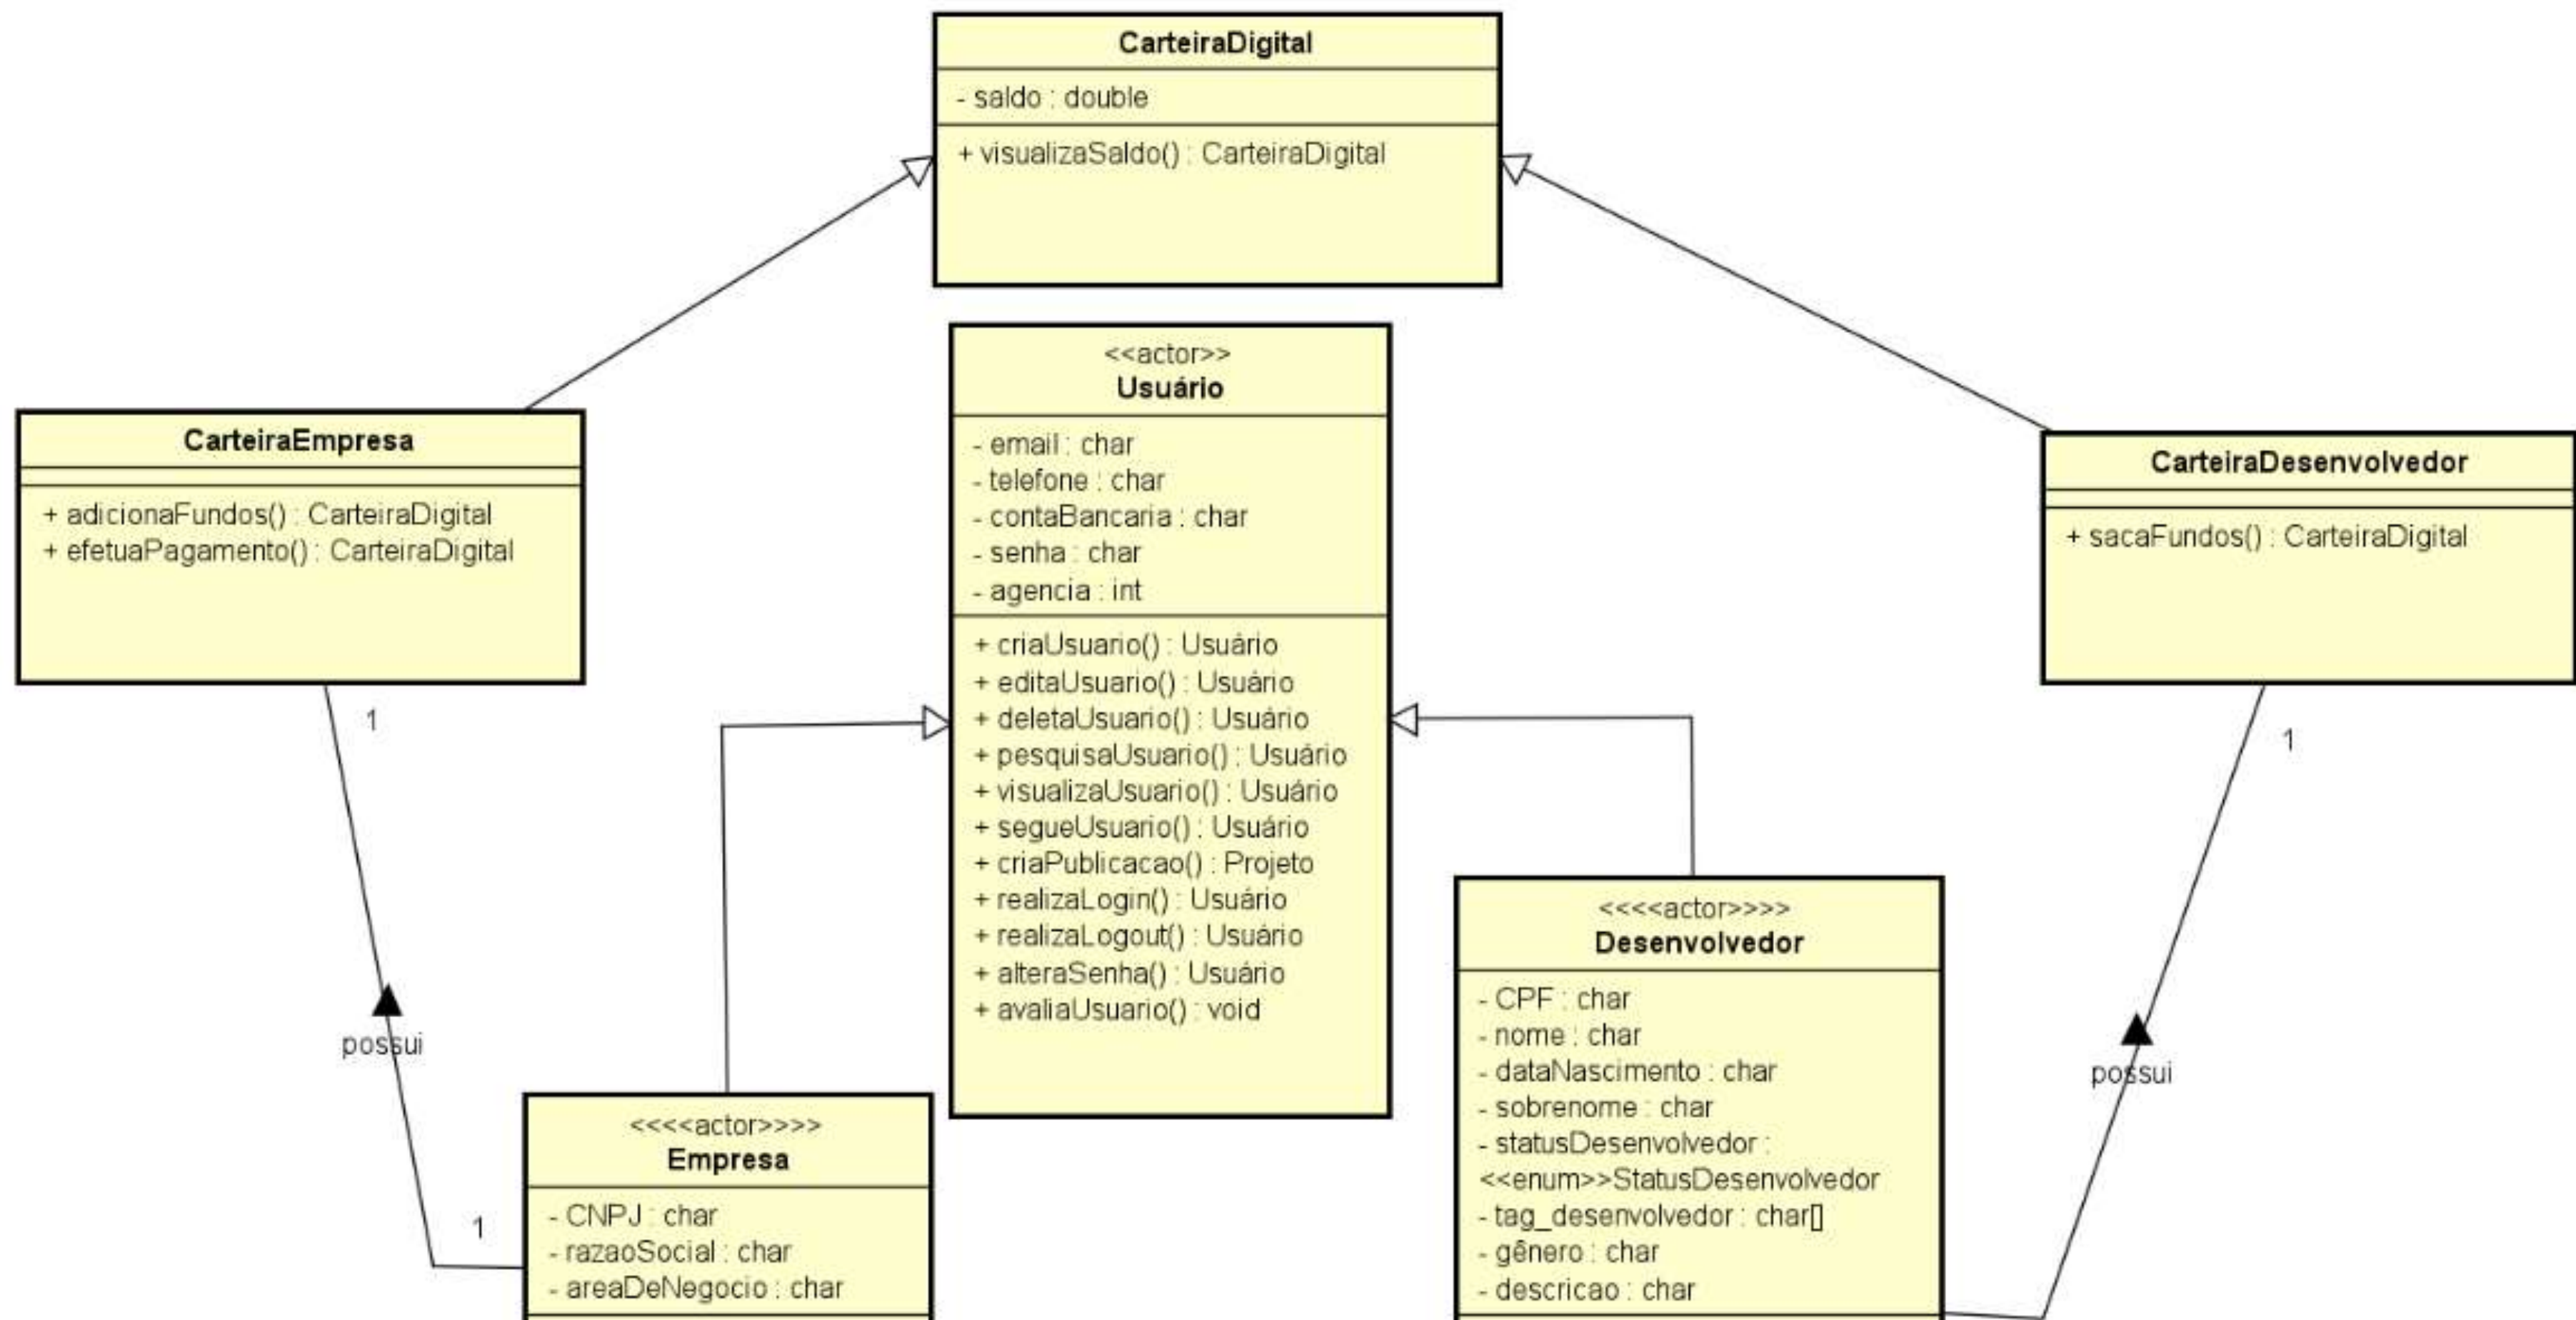 CarteiraDigital
- saldo : double
+ visualizaSaldo() : CarteiraDigital
<<actor>>
Usuário
- email : char
- telefone : char
- contaBancaria : char
- senha : char
- agencia : int
+ criaUsuario() : Usuário
+ editaUsuario() : Usuário
+ deletaUsuario() : Usuário
+ pesquisaUsuario() : Usuário
+ visualizaUsuario() : Usuário
+ segueUsuario() : Usuário
+ criaPublicacao() : Projeto
+ realizaLogin() : Usuário
+ realizaLogout() : Usuário
+ alteraSenha() : Usuário
+ avaliaUsuario() : void
CarteiraEmpresa
+ adicionaFundos() : CarteiraDigital
+ efetuaPagamento() : CarteiraDigital
1
possui
1
<<<<actor>>>>
Empresa
- CNPJ : char
- razaoSocial : char
- areaDeNegocio : char
CarteiraDesenvolvedor
+ sacaFundos() : CarteiraDigital
1
possui
<<<<actor>>>>
Desenvolvedor
- CPF : char
- nome : char
- dataNascimento : char
- sobrenome : char
- statusDesenvolvedor :
<<enum>>StatusDesenvolvedor
- tag_desenvolvedor : char[]
- gênero : char
- descricao : char